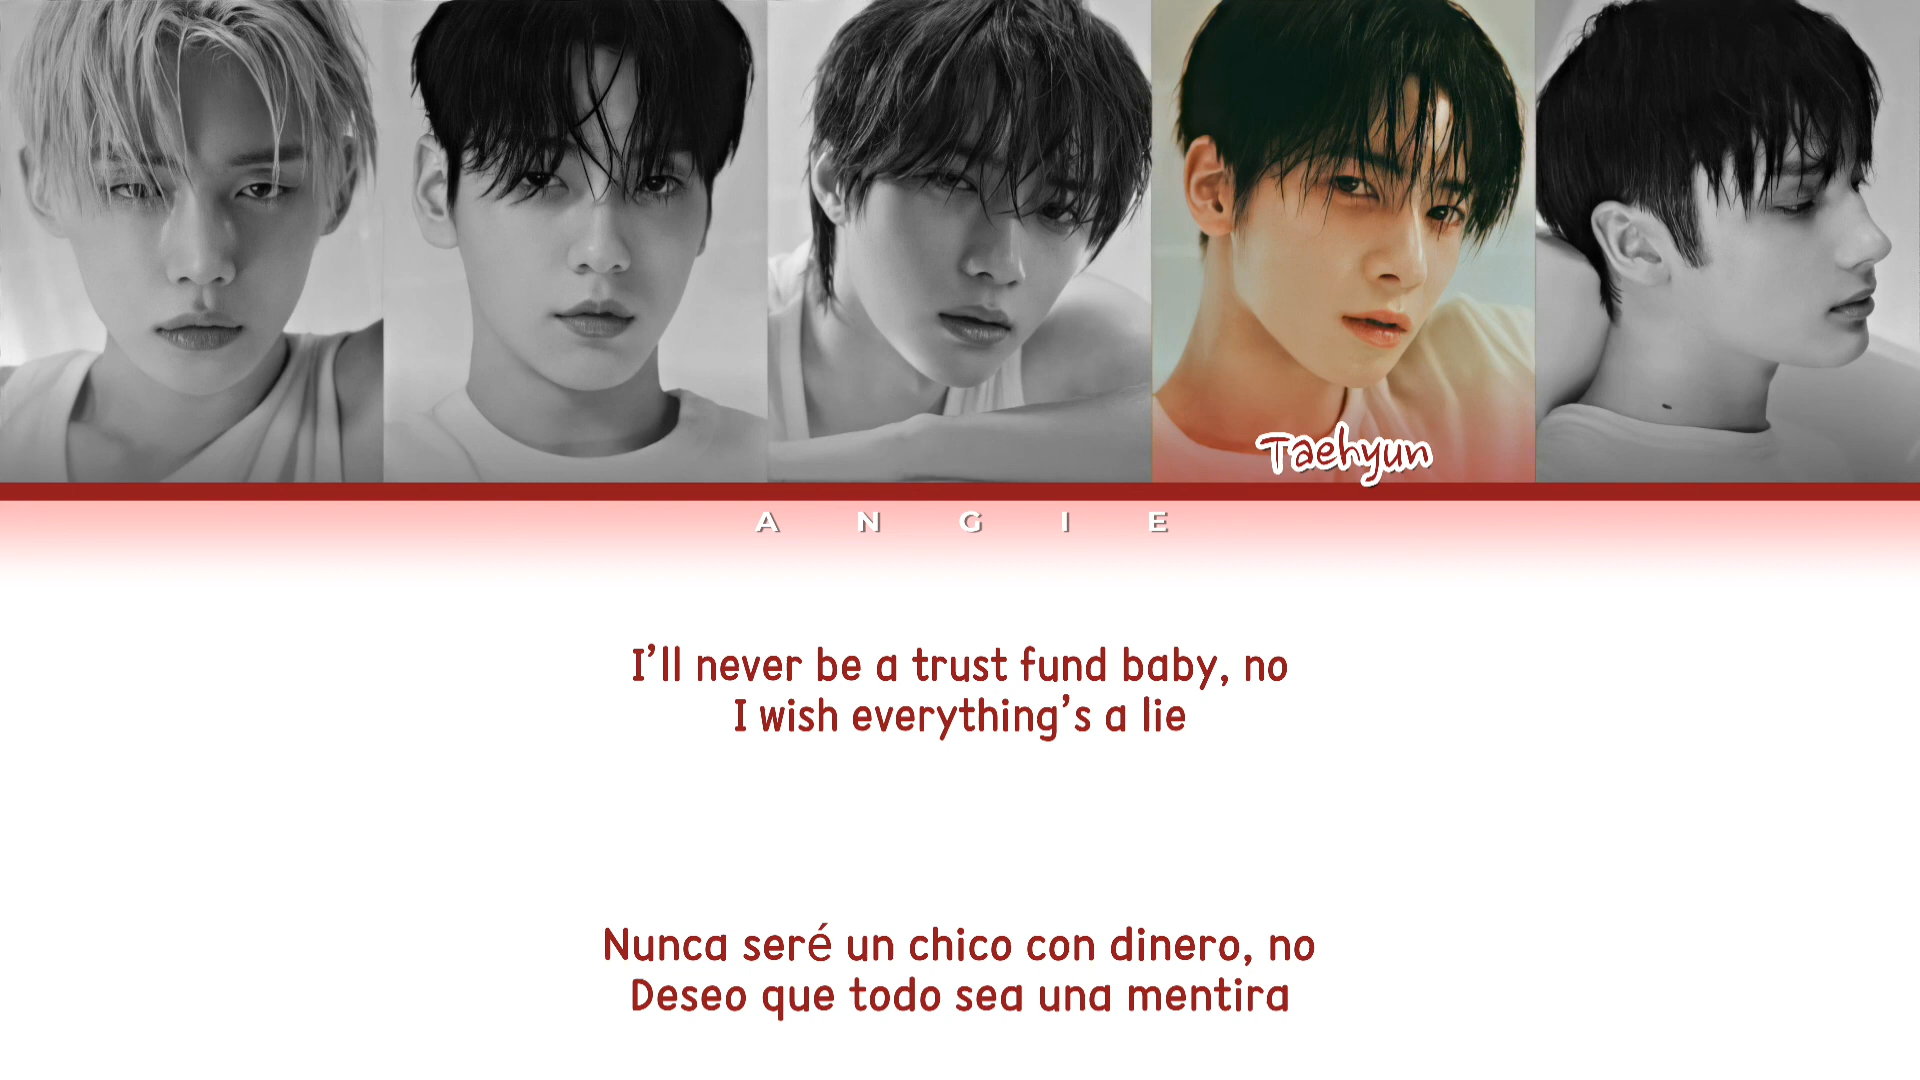 Taehyun
A N G I E
I'll never be a trust fund baby, no
I wish everything's a lie
Nunca seré un chico con dinero, no
Deseo que todo sea una mentira